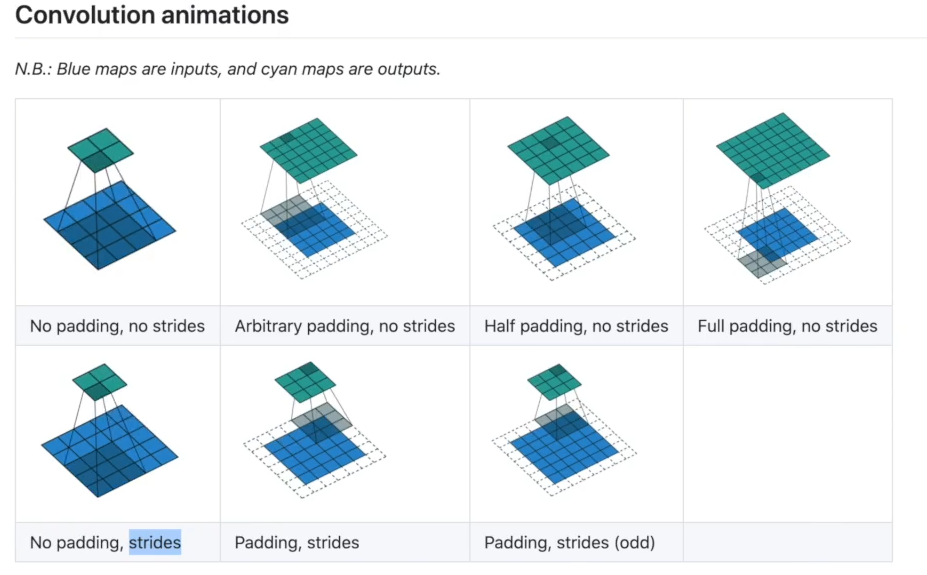 Convolution animations
N.B.: Blue maps are inputs, and cyan maps are outputs.
No padding, no strides
Arbitrary padding, no strides
Half padding, no strides
Full padding, no strides
No padding, strides
Padding, strides
Padding, strides (odd)